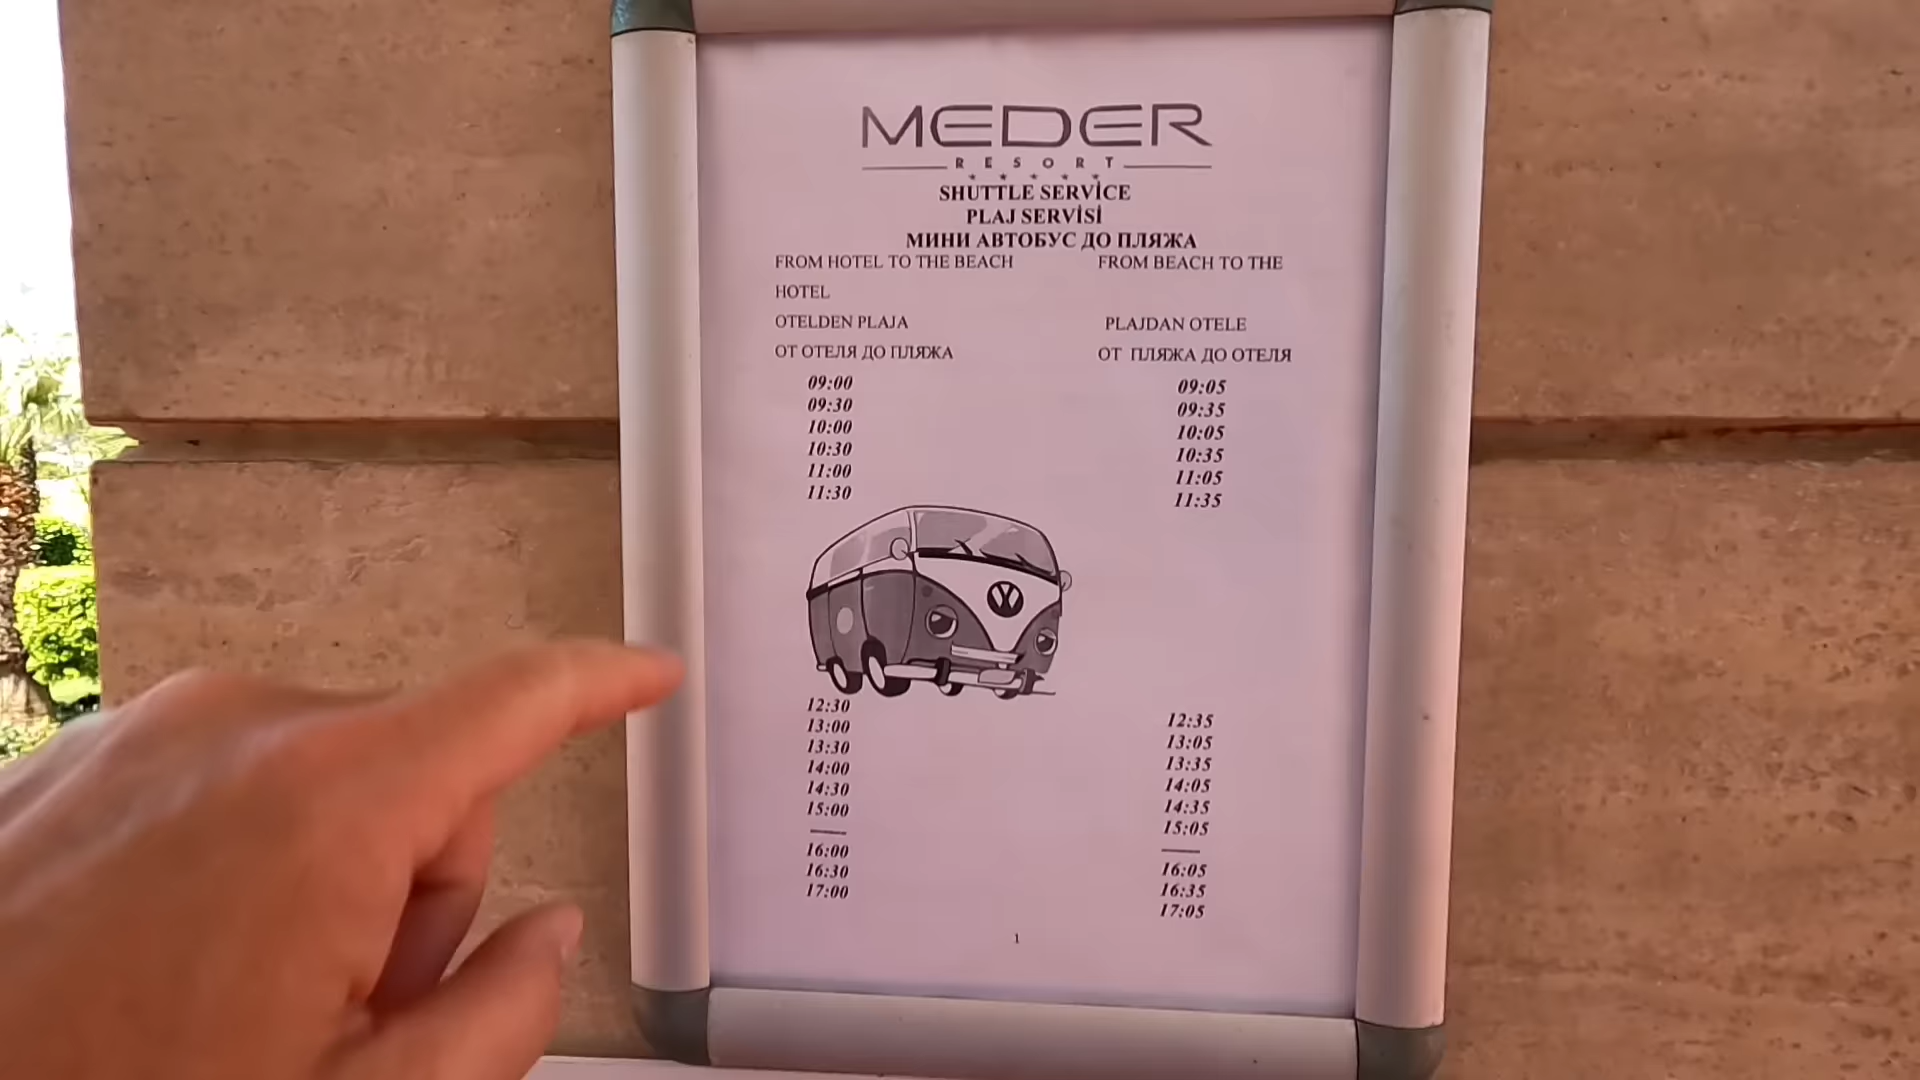 MEDER
RESORT
SHUTTLE SERVİCE
PLAJ SERVİSİ
МИНИ АВТОБУС ДО ПЛЯЖА
FROM HOTEL TO THE BEACH FROM BEACH TO THE
HOTEL
OTELDEN PLAJA PLAJDAN OTELE
ОТ ОТЕЛЯ ДО ПЛЯЖА ОТ ПЛЯЖА ДО ОТЕЛЯ
09:00 09:05
09:30 09:35
10:00 10:05
10:30 10:35
11:00 11:05
11:30 11:35
12:30 12:35
13:00 13:05
13:30 13:35
14:00 14:05
14:30 14:35
15:00 15:05
16:00 16:05
16:30 16:35
17:00 17:05
1